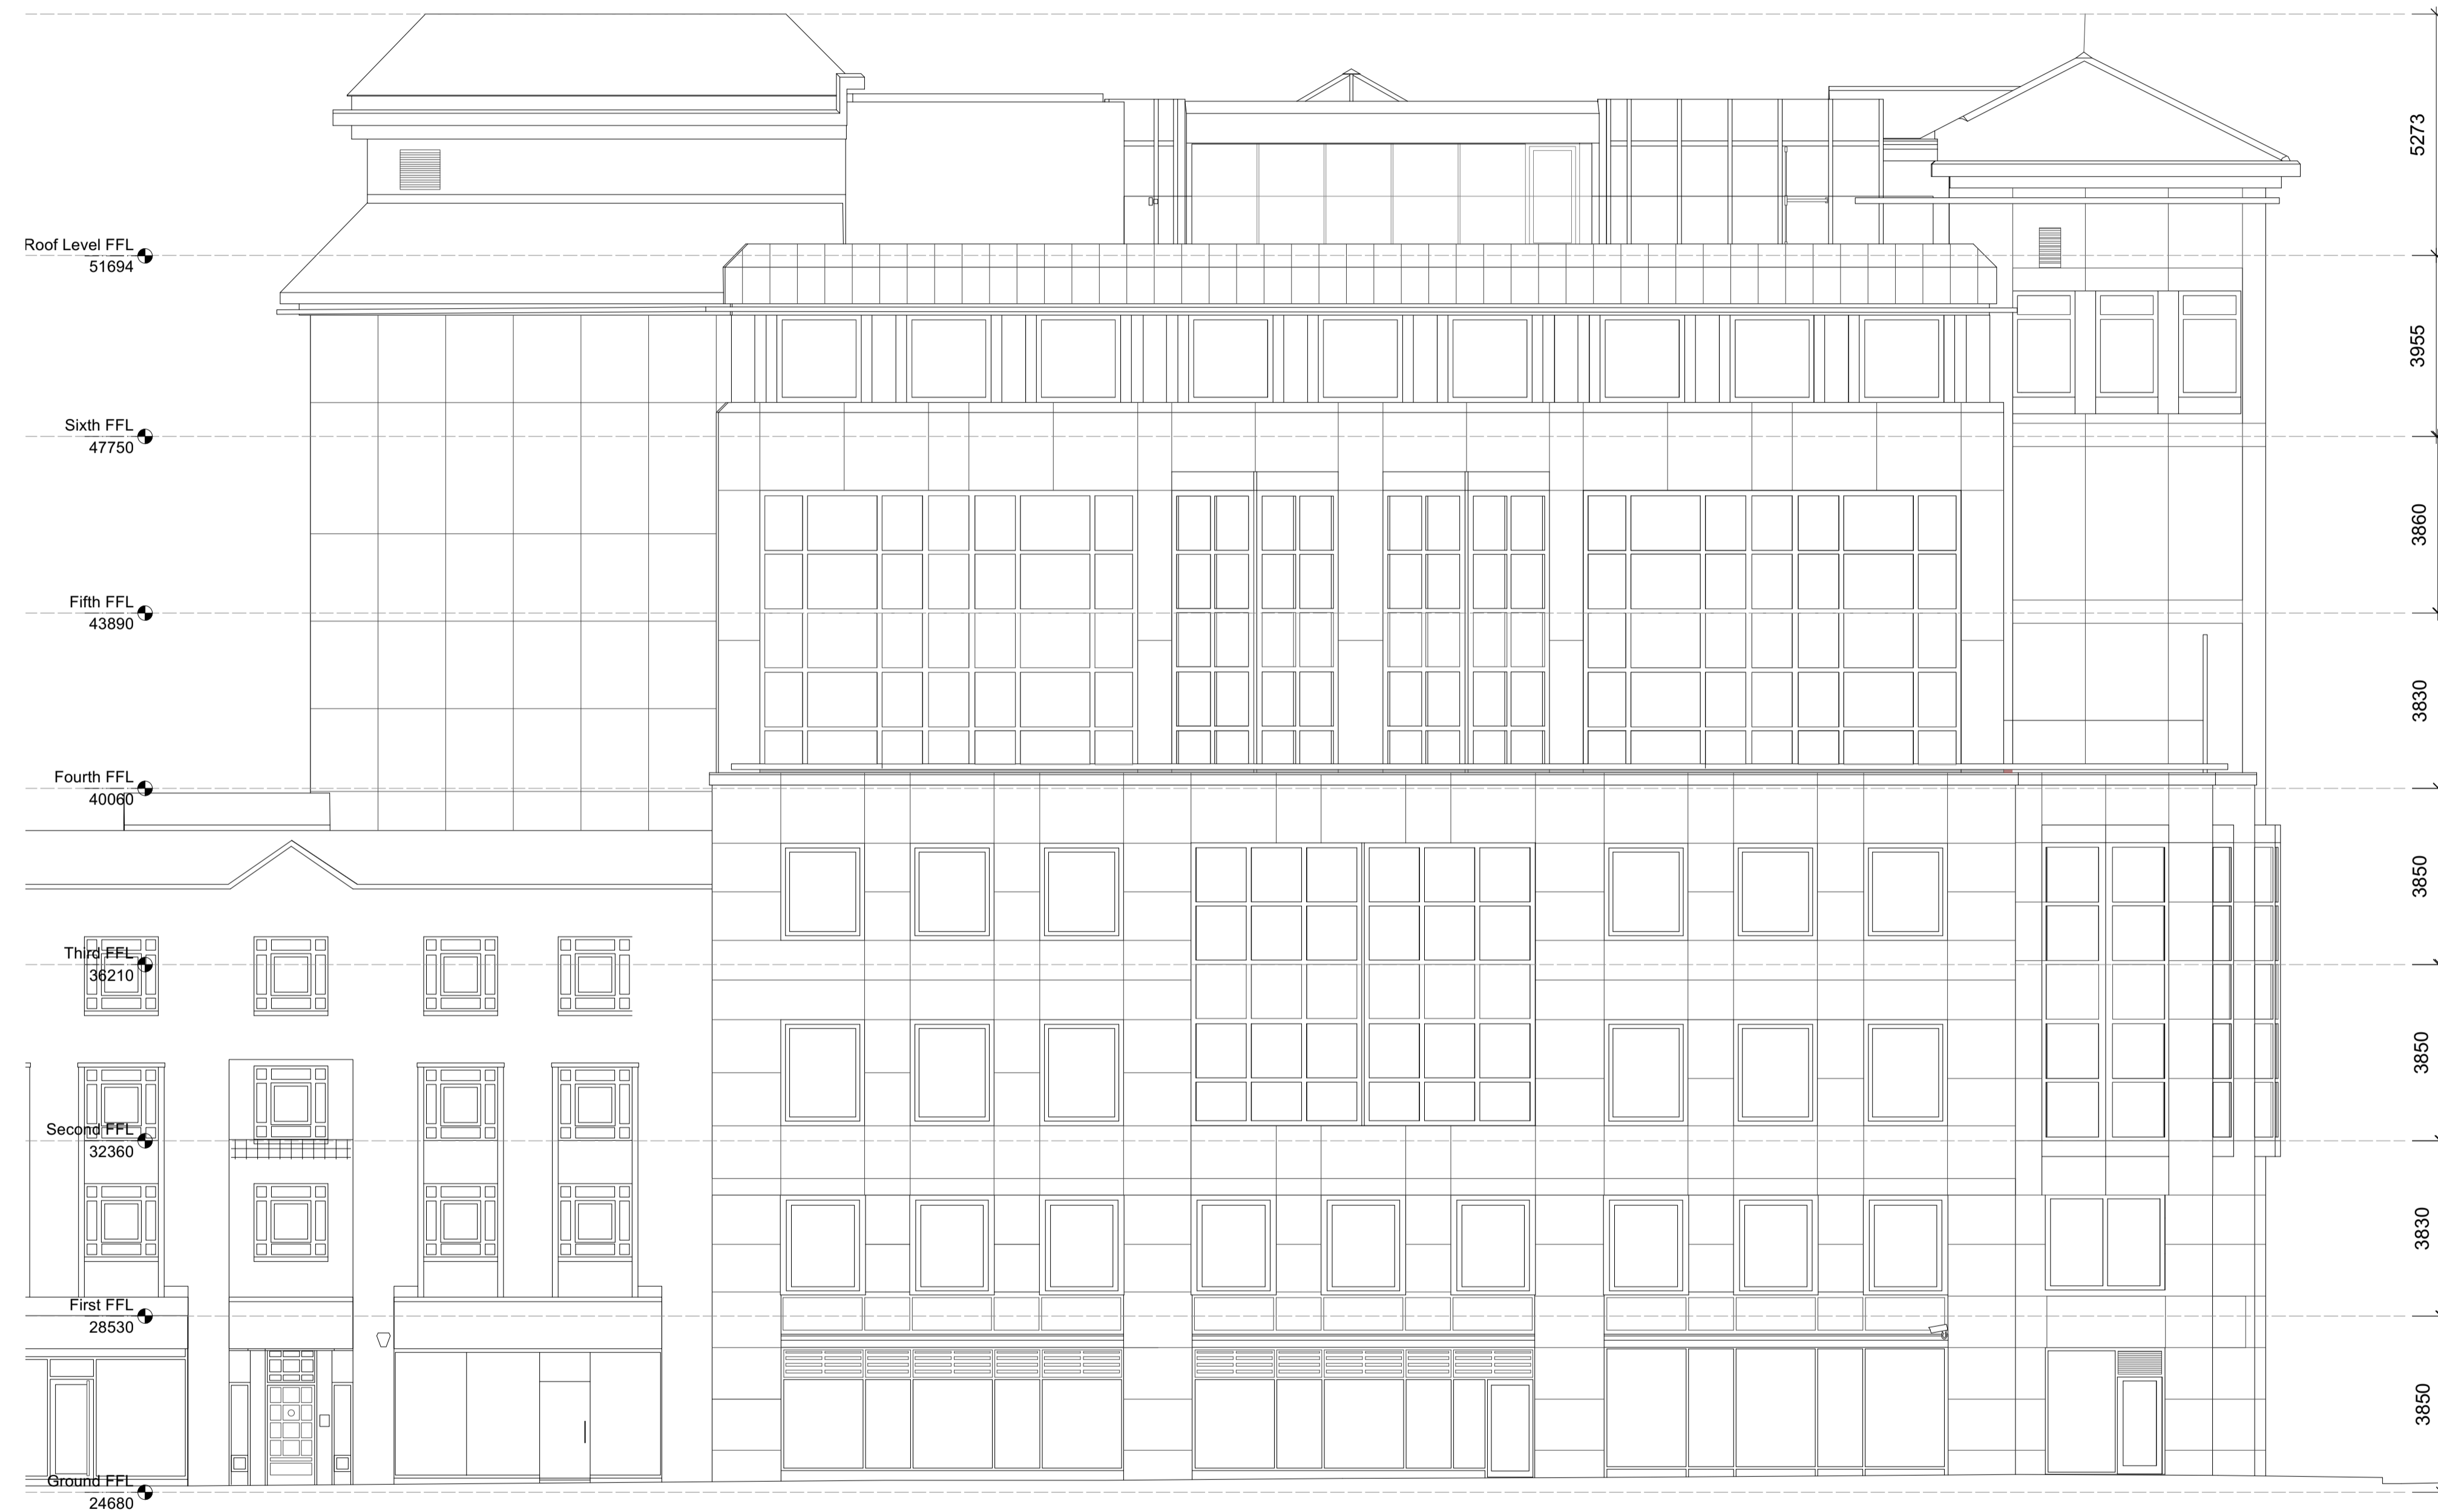 5273
Roof Level FFL
51694
3955
Sixth FFL
47750
3860
Fifth FFL
43890
3830
Fourth FFL
40060
3850
Third FFL
36210
3850
Second FFL
32360
3830
First FFL
28530
3850
Ground FFL
24680